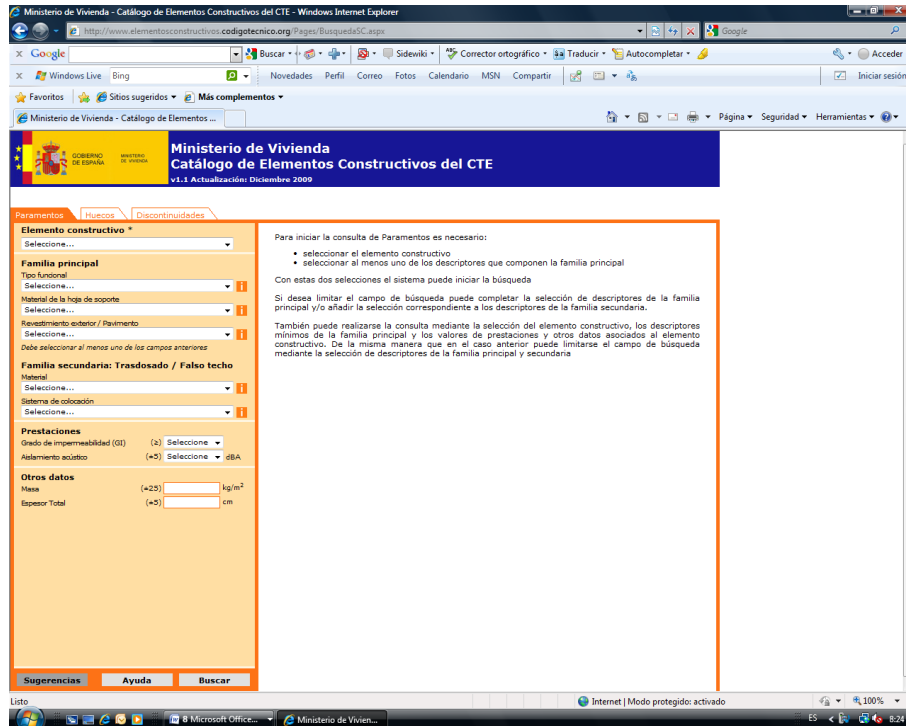 Ministerio de Vivienda - Catálogo de Elementos Constructivos del CTE - Windows Internet Explorer
http://www.elementosconstructivos.codigotecnico.org/Pages/BusquedaSC.aspx
Google
x Google
Buscar
Sidewiki
Corrector ortográfico
Traducir
Autocompletar
Acceder
x Windows Live
Bing
Novedades Perfil Correo Fotos Calendario MSN Compartir
Iniciar sesión
Favoritos
Sitios sugeridos
Más complementos
Ministerio de Vivienda - Catálogo de Elementos ...
Página Seguridad Herramientas
GOBIERNO DE ESPAÑA
MINISTERIO DE VIVIENDA
Ministerio de Vivienda
Catálogo de Elementos Constructivos del CTE
v1.1 Actualización: Diciembre 2009
Paramentos Huecos Discontinuidades
Elemento constructivo *
Seleccione...
Familia principal
Tipo funcional
Seleccione...
Material de la hoja de soporte
Seleccione...
Revestimiento exterior / Pavimento
Seleccione...
Debe seleccionar al menos uno de los campos anteriores
Familia secundaria: Trasdosado / Falso techo
Material
Seleccione...
Sistema de colocación
Seleccione...
Prestaciones
Grado de impermeabilidad (GI) (≥) Seleccione
Aislamiento acústico (+5) Seleccione dBA
Otros datos
Masa (+25) kg/m²
Espesor Total (+5) cm
Sugerencias Ayuda Buscar
Para iniciar la consulta de Paramentos es necesario:
• seleccionar el elemento constructivo
• seleccionar al menos uno de los descriptores que componen la familia principal
Con estas dos selecciones el sistema puede iniciar la búsqueda
Si desea limitar el campo de búsqueda puede completar la selección de descriptores de la familia
principal y/o añadir la selección correspondiente a los descriptores de la familia secundaria.
También puede realizarse la consulta mediante la selección del elemento constructivo, los descriptores
mínimos de la familia principal y los valores de prestaciones y otros datos asociados al elemento
constructivo. De la misma manera que en el caso anterior puede limitarse el campo de búsqueda
mediante la selección de descriptores de la familia principal y secundaria
Listo
Internet | Modo protegido: activado
100%
8 Microsoft Office...
Ministerio de Vivien...
ES
8:24